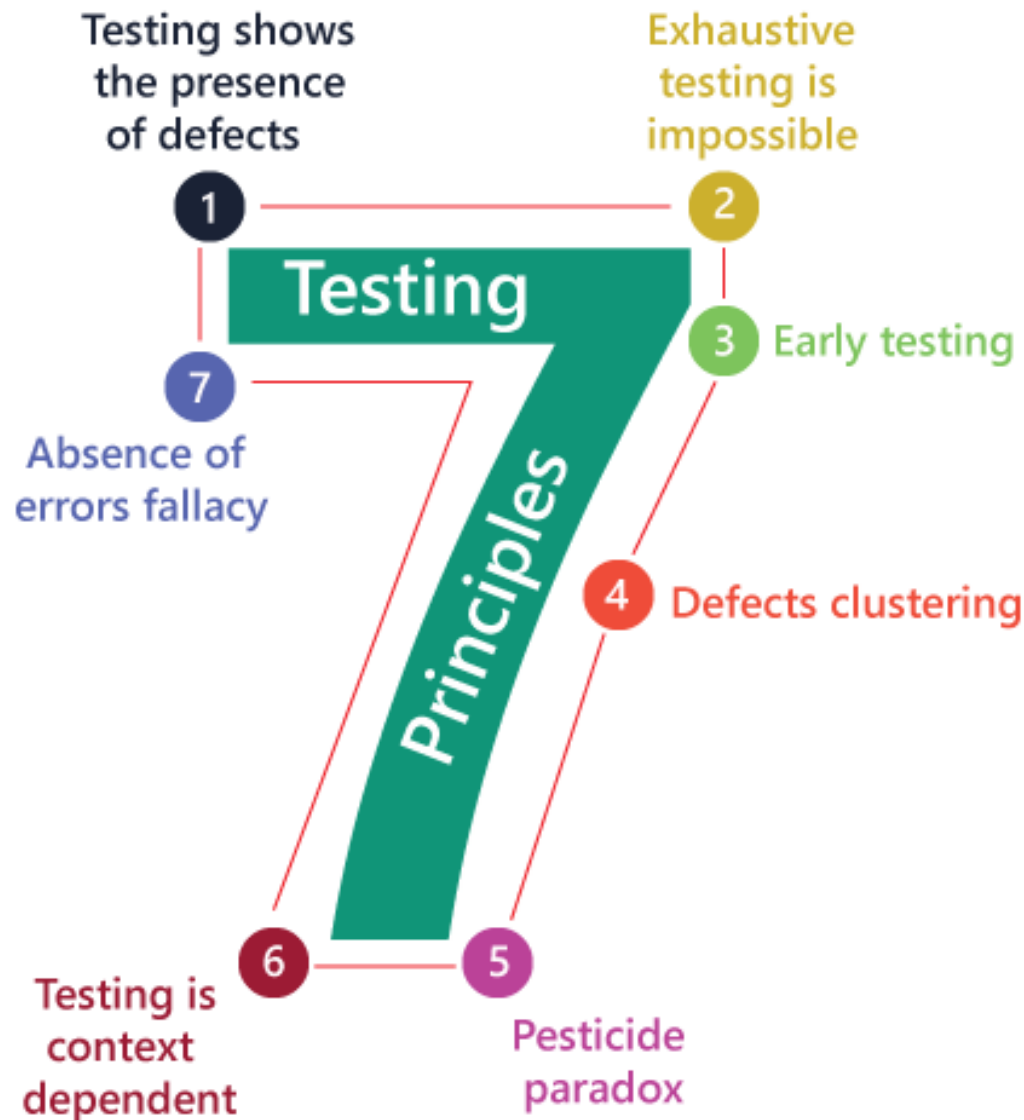 Testing shows
the presence
of defects
Exhaustive
testing is
impossible
1
2
Testing
3
Early testing
7
Absence of
errors fallacy
Principles
4
Defects clustering
6
5
Testing is
context
dependent
Pesticide
paradox